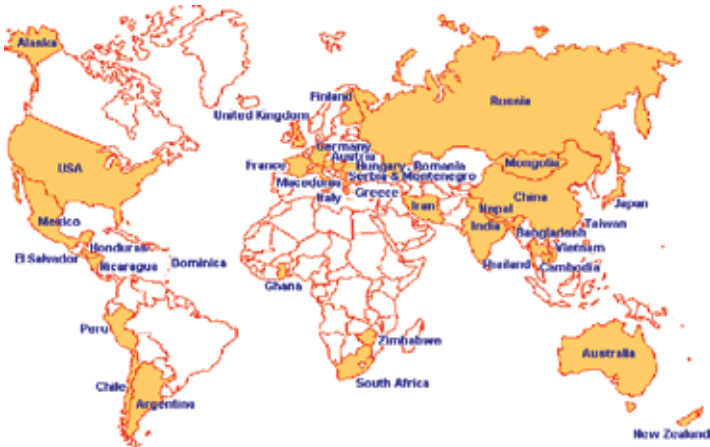 Alaska
Finland
United Kingdom
Russia
Germany
Austria
France
Hungary
Romania
Mongolia
USA
Serbia & Montenegro
Macedonia
Italy
Greece
China
Iran
Nepal
Japan
Mexico
India
Taiwan
Bangladesh
Honduras
Vietnam
El Salvador
Nicaragua
Dominica
Thailand
Cambodia
Ghana
Peru
Zimbabwe
Australia
South Africa
Chile
Argentina
New Zealand